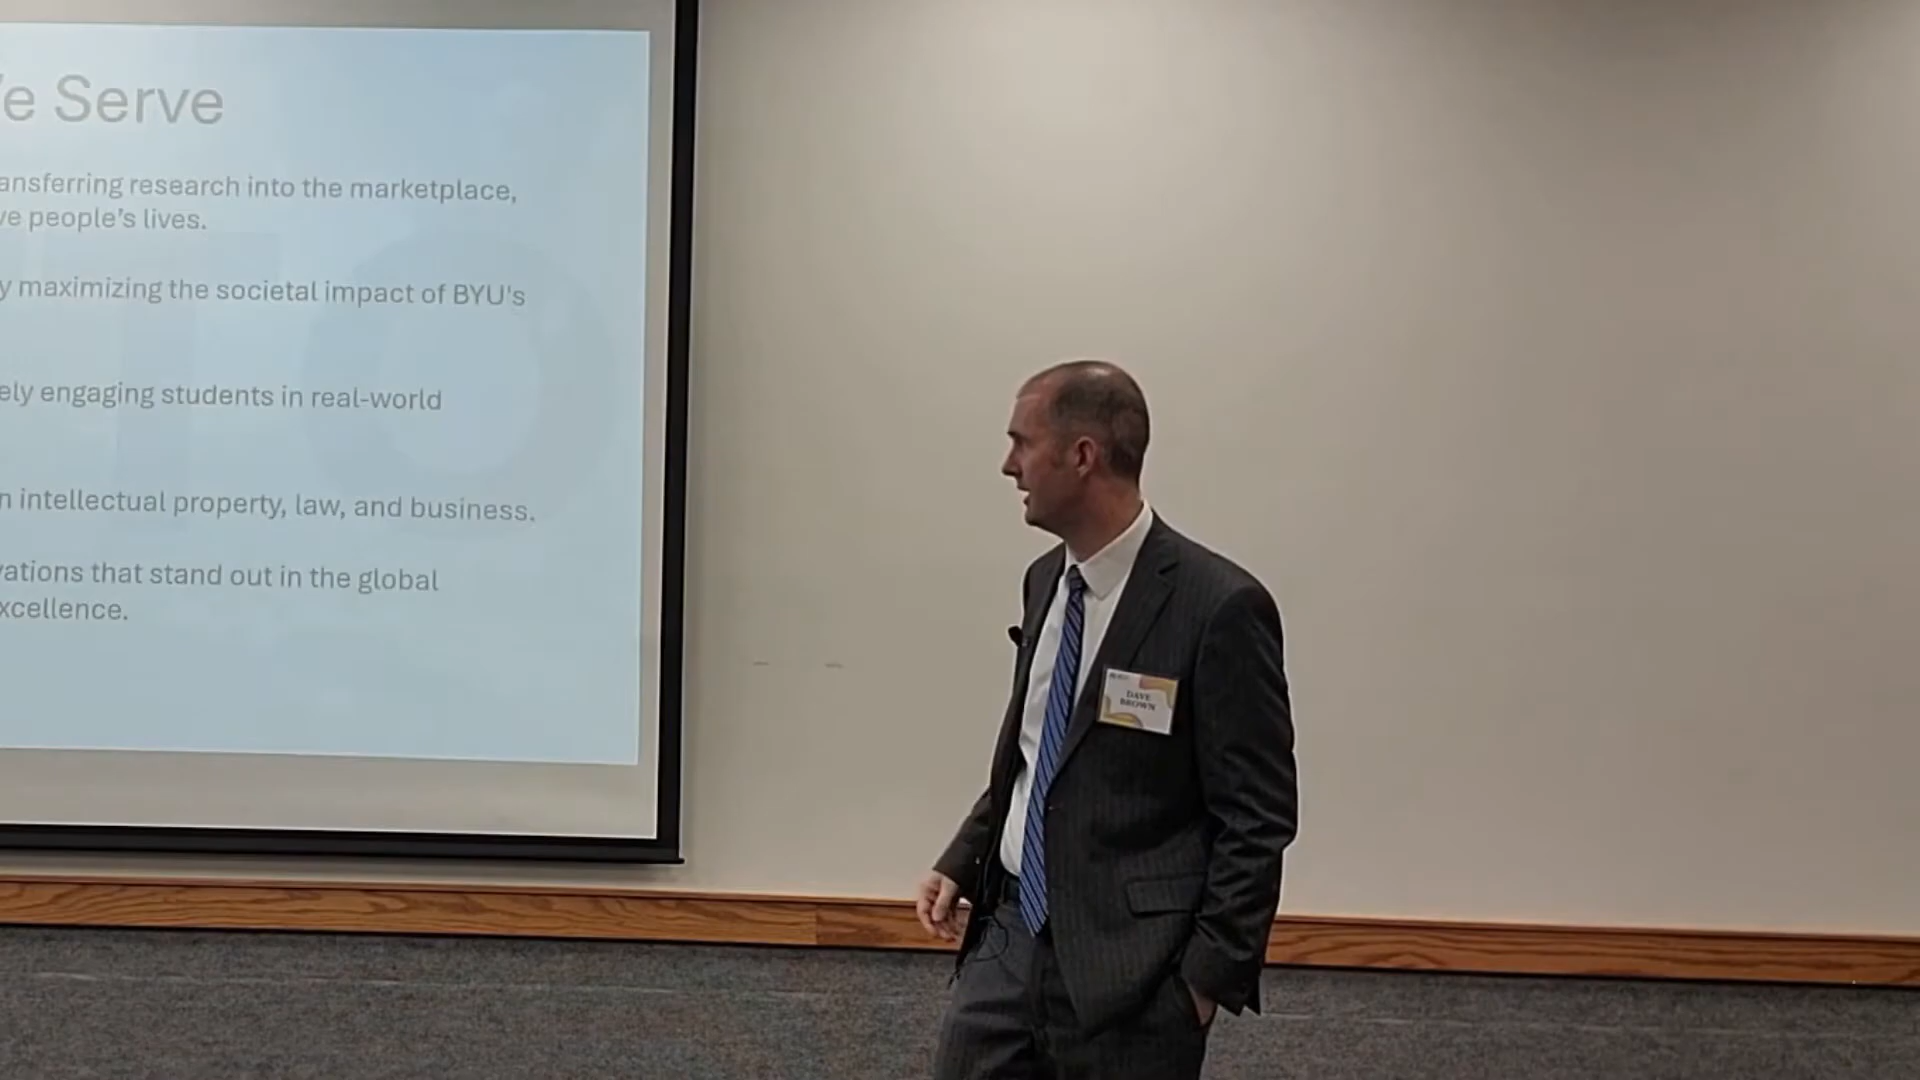 e Serve
ansferring research into the marketplace,
ve people's lives.
y maximizing the societal impact of BYU's
ely engaging students in real-world
n intellectual property, law, and business.
vations that stand out in the global
xcellence.
DAVE
BROWN